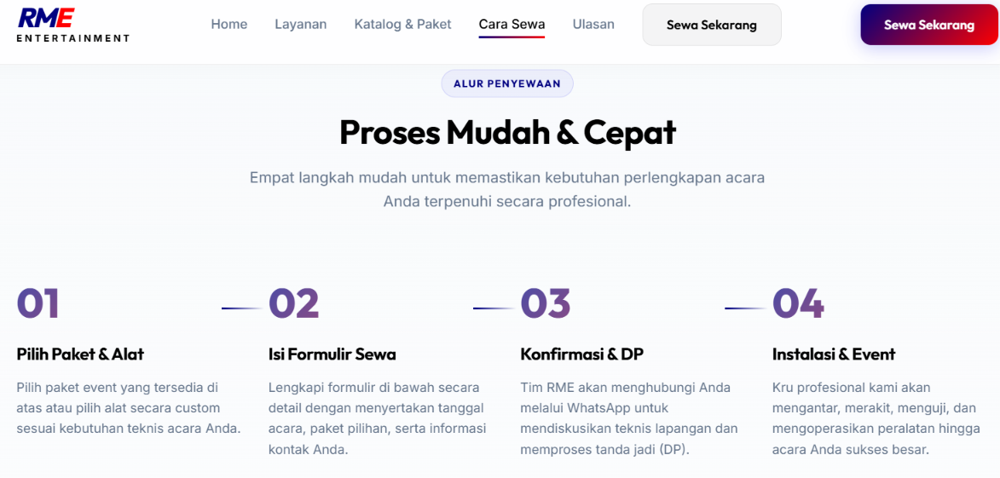 RME
ENTERTAINMENT
Home Layanan Katalog & Paket Cara Sewa Ulasan Sewa Sekarang Sewa Sekarang
ALUR PENYEWAAN
Proses Mudah & Cepat
Empat langkah mudah untuk memastikan kebutuhan perlengkapan acara
Anda terpenuhi secara profesional.
01
Pilih Paket & Alat
Pilih paket event yang tersedia di
atas atau pilih alat secara custom
sesuai kebutuhan teknis acara Anda.
02
Isi Formulir Sewa
Lengkapi formulir di bawah secara
detail dengan menyertakan tanggal
acara, paket pilihan, serta informasi
kontak Anda.
03
Konfirmasi & DP
Tim RME akan menghubungi Anda
melalui WhatsApp untuk
mendiskusikan teknis lapangan dan
memproses tanda jadi (DP).
04
Instalasi & Event
Kru profesional kami akan
mengantar, merakit, menguji, dan
mengoperasikan peralatan hingga
acara Anda sukses besar.